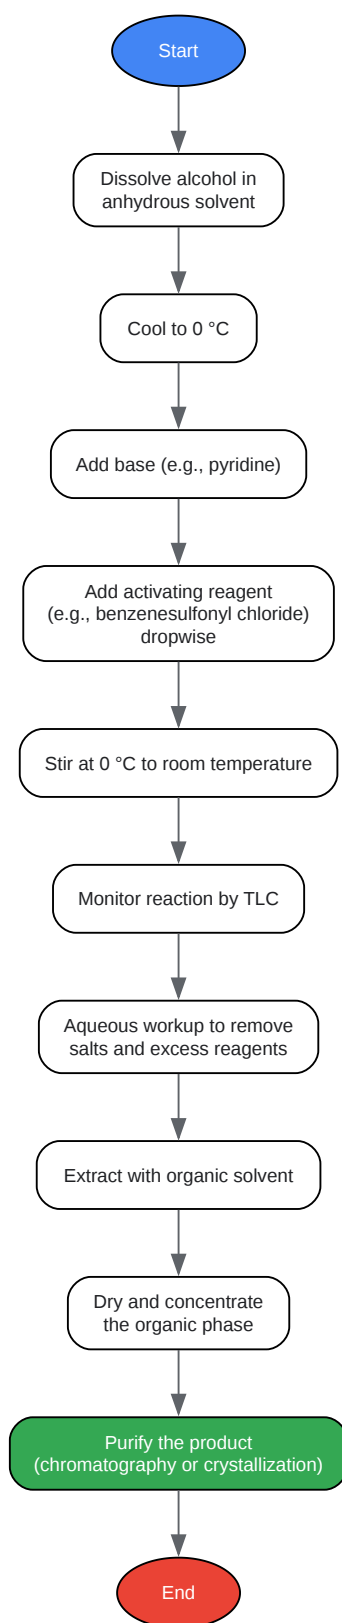 Start
Dissolve alcohol in
anhydrous solvent
Cool to 0 °C
Add base (e.g., pyridine)
Add activating reagent
(e.g., benzenesulfonyl chloride)
dropwise
Stir at 0 °C to room temperature
Monitor reaction by TLC
Aqueous workup to remove
salts and excess reagents
Extract with organic solvent
Dry and concentrate
the organic phase
Purify the product
(chromatography or crystallization)
End